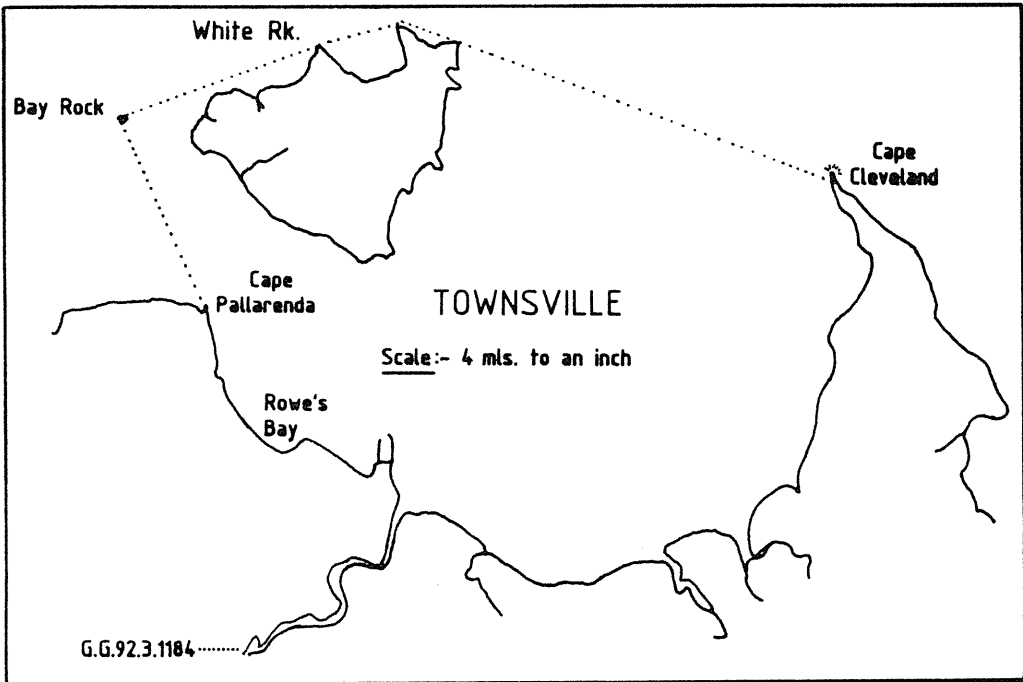 White Rk.
Bay Rock
Cape
Cleveland
Cape
Pallarenda
TOWNSVILLE
Scale:- 4 mls. to an inch
Rowe's
Bay
G.G.92.3.1184